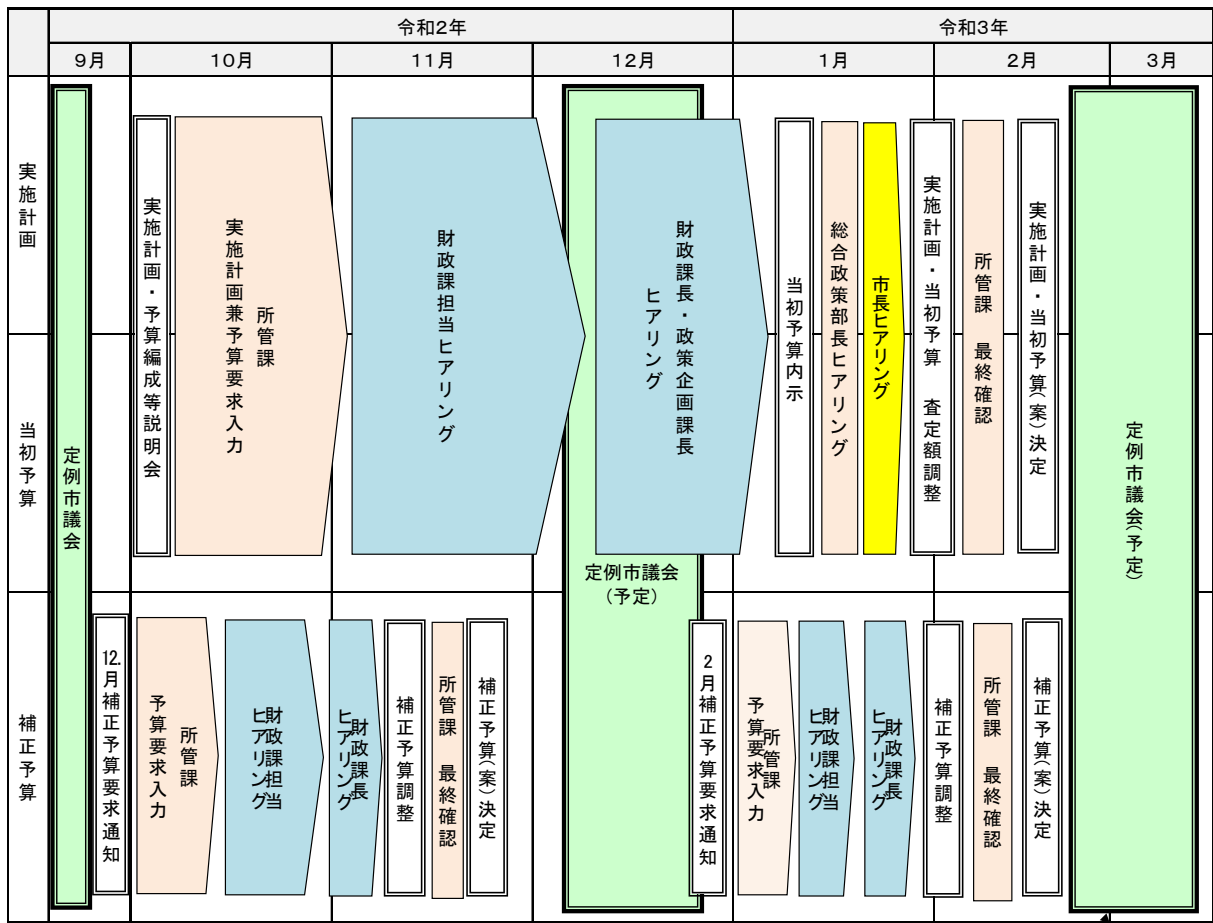 令和2年
令和3年
9月
10月
11月
12月
1月
2月
3月
実施計画
当初予算
補正予算
定例市議会
実施計画・予算編成等説明会
所管課
実施計画兼予算要求入力
財政課担当ヒアリング
定例市議会
(予定)
財政課長・政策企画課長
ヒアリング
当初予算内示
総合政策部長ヒアリング
市長ヒアリング
実施計画・当初予算 査定額調整
所管課 最終確認
実施計画・当初予算(案)決定
定例市議会(予定)
12月補正予算要求通知
所管課
予算要求入力
財政課担当
ヒアリング
財政課長
ヒアリング
補正予算調整
所管課 最終確認
補正予算(案)決定
2月補正予算要求通知
所管課
予算要求入力
財政課担当
ヒアリング
財政課長
ヒアリング
補正予算調整
所管課 最終確認
補正予算(案)決定